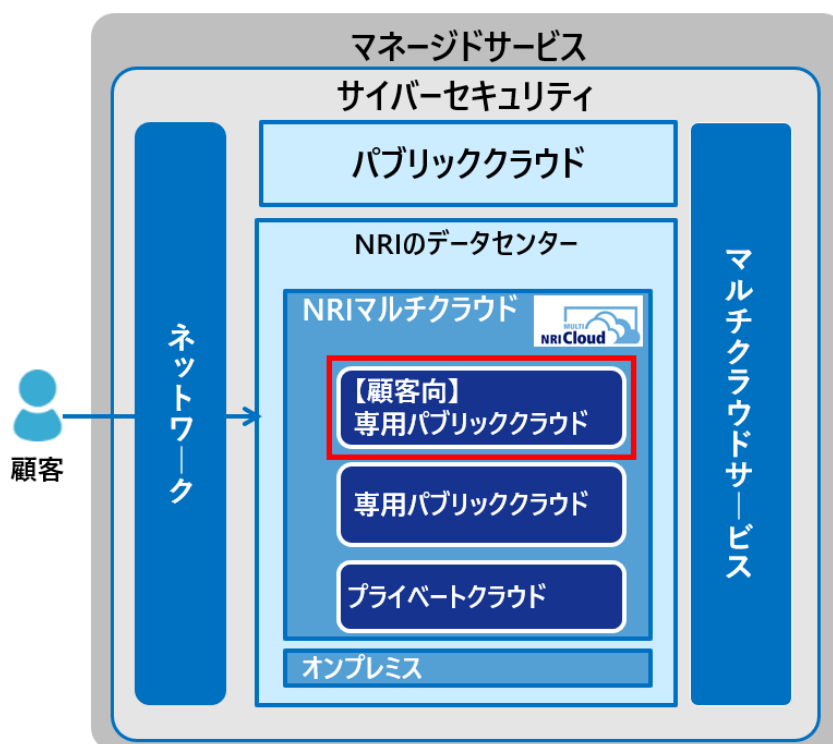 マネージドサービス
サイバーセキュリティ
パブリッククラウド
NRIのデータセンター
NRIマルチクラウド
MULTI
NRI Cloud
【顧客向】
専用パブリッククラウド
専用パブリッククラウド
プライベートクラウド
オンプレミス
ネットワーク
マルチクラウドサービス
顧客